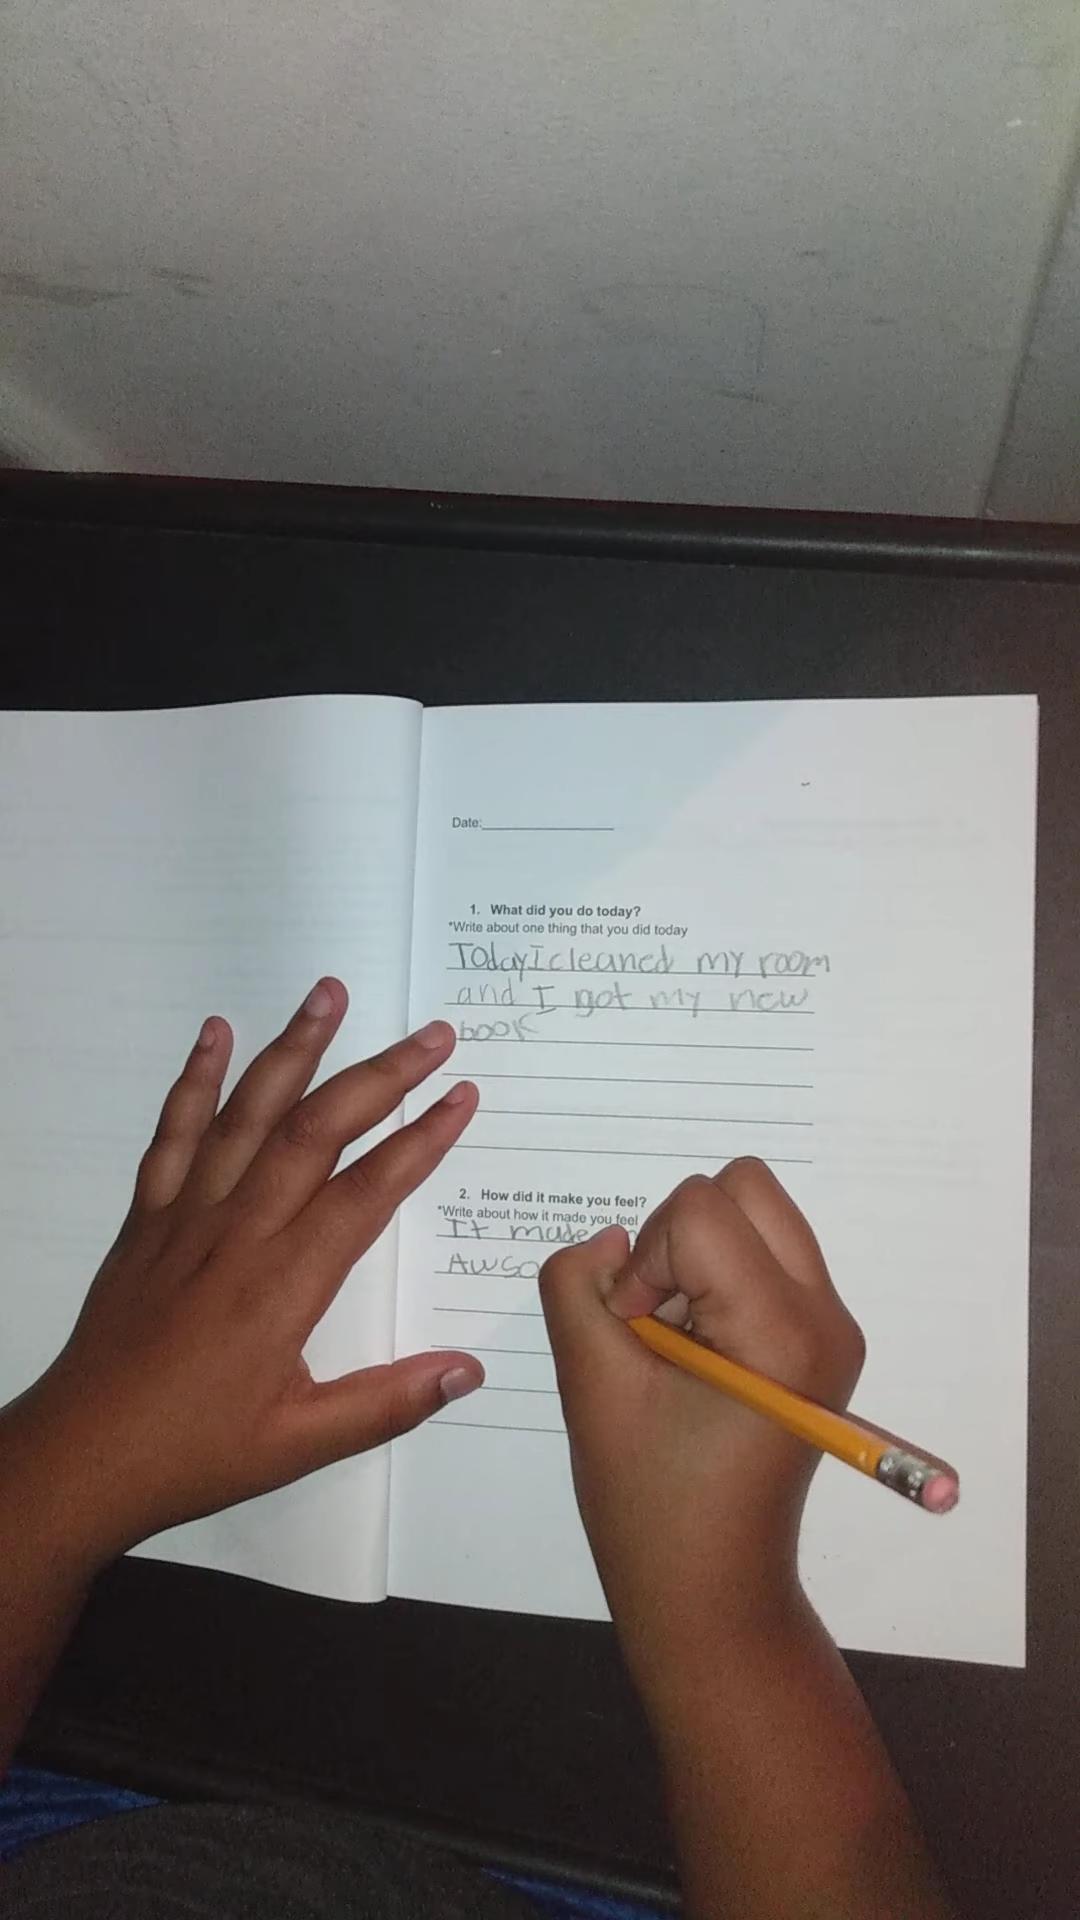 Date:
1. What did you do today?
*Write about one thing that you did today
Today I cleaned my room
and I got my new
book
2. How did it make you feel?
*Write about how it made you feel
It made